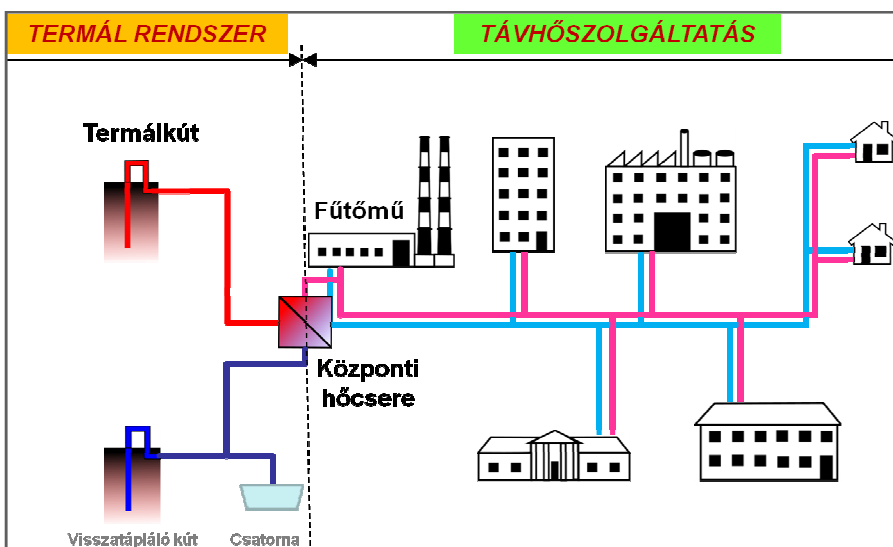 TERMÁL RENDSZER
TÁVHŐSZOLGÁLTATÁS
Termálkút
Fűtőmű
Központi
hőcsere
Visszatápláló kút
Csatorna